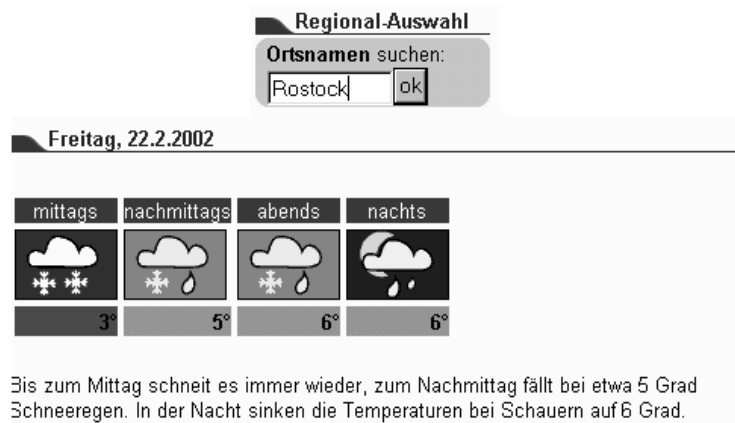 Regional-Auswahl
Ortsnamen suchen:
Rostock ok
Freitag, 22.2.2002
mittags nachmittags abends nachts
3° 5° 6° 6°
Bis zum Mittag schneit es immer wieder, zum Nachmittag fällt bei etwa 5 Grad
Schneeregen. In der Nacht sinken die Temperaturen bei Schauern auf 6 Grad.